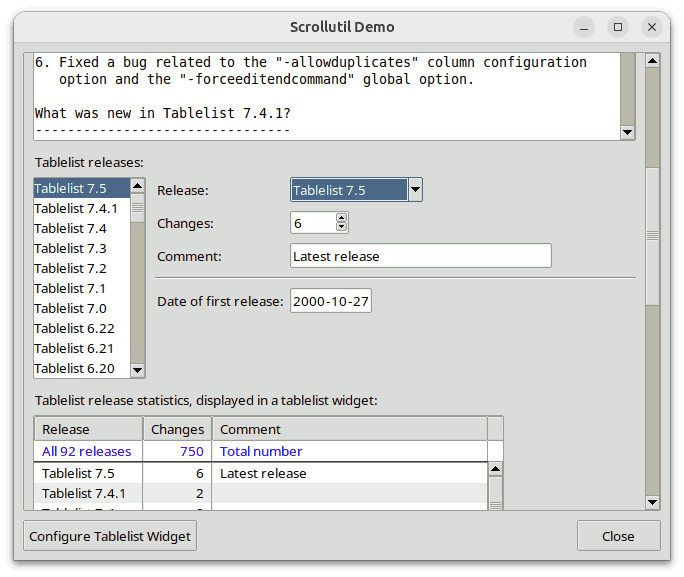 Scrollutil Demo
6. Fixed a bug related to the "-allowduplicates" column configuration
option and the "-forceeditendcommand" global option.
What was new in Tablelist 7.4.1?
--------------------------------
Tablelist releases:
Tablelist 7.5
Tablelist 7.4.1
Tablelist 7.4
Tablelist 7.3
Tablelist 7.2
Tablelist 7.1
Tablelist 7.0
Tablelist 6.22
Tablelist 6.21
Tablelist 6.20
Release: Tablelist 7.5
Changes: 6
Comment: Latest release
Date of first release: 2000-10-27
Tablelist release statistics, displayed in a tablelist widget:
Release Changes Comment
All 92 releases 750 Total number
Tablelist 7.5 6 Latest release
Tablelist 7.4.1 2
Configure Tablelist Widget Close